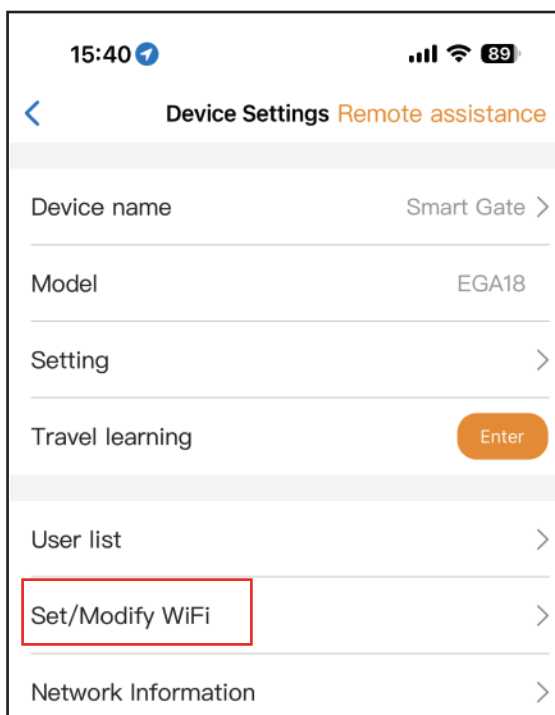 15:40 89
Device Settings Remote assistance
Device name Smart Gate
Model EGA18
Setting
Travel learning Enter
User list
Set/Modify WiFi
Network Information